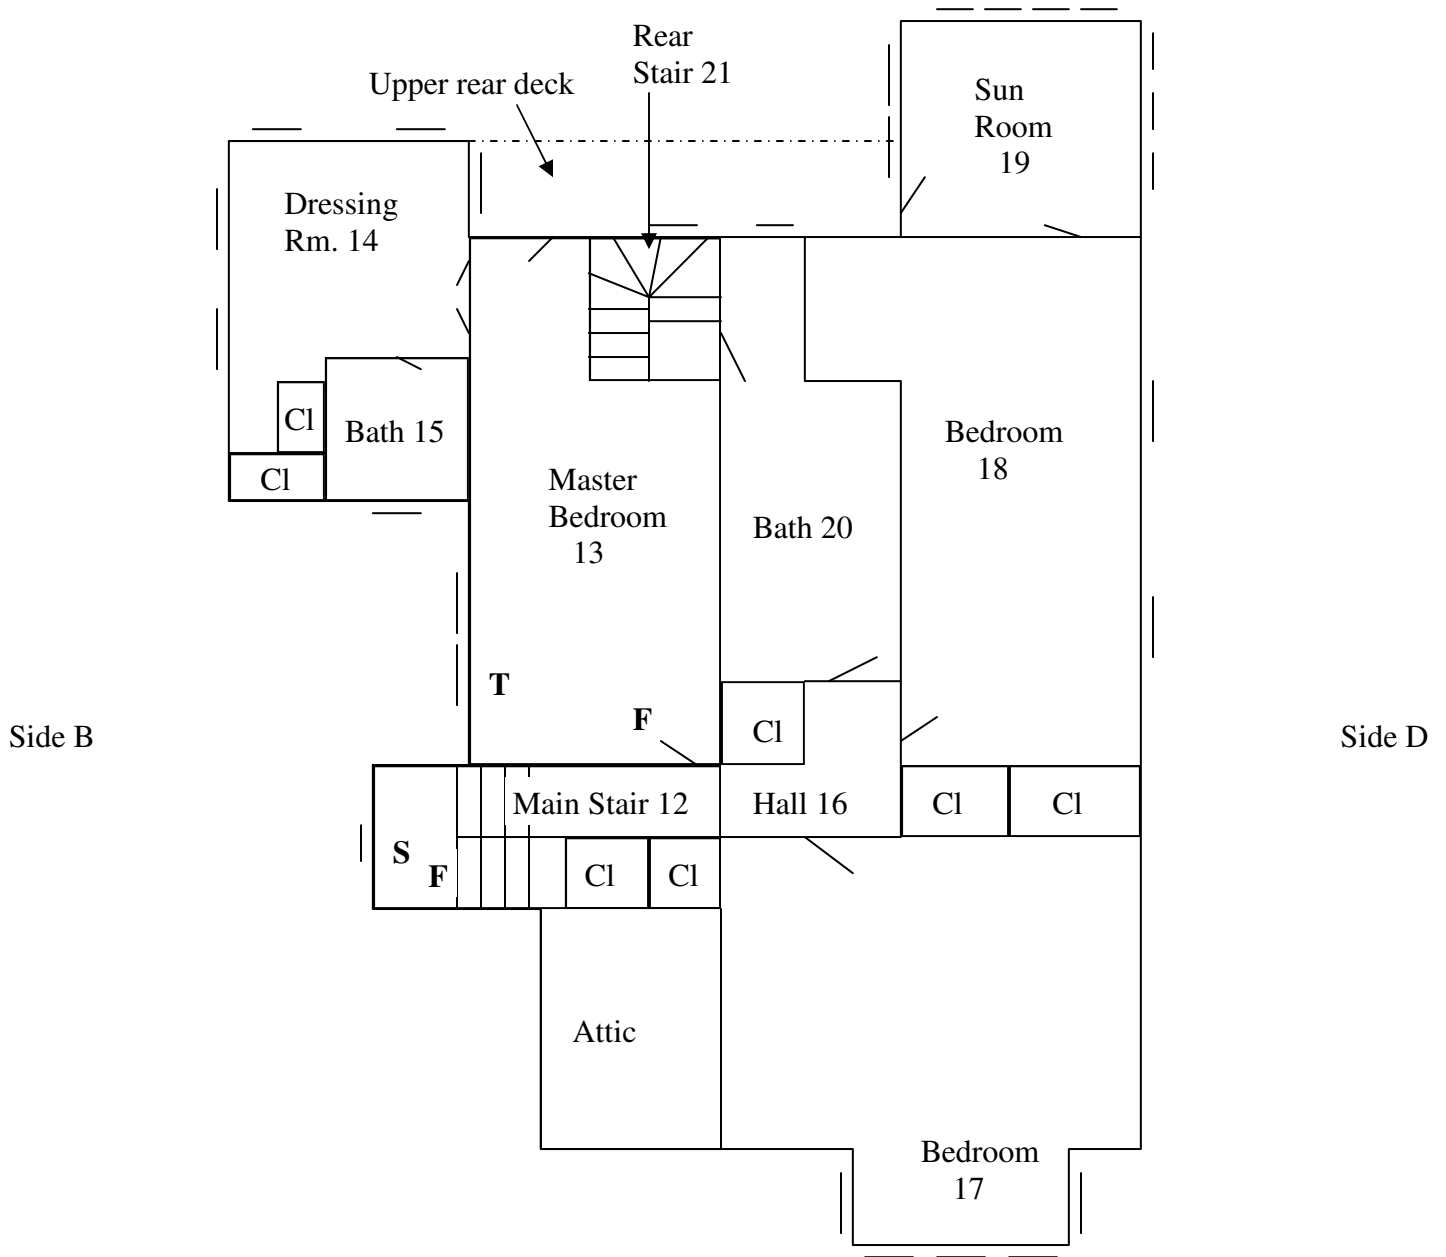 Rear
Stair 21
Upper rear deck
Sun
Room
19
Dressing
Rm. 14
Cl
Bath 15
Cl
Master
Bedroom
13
Bedroom
18
Bath 20
T
F
Cl
Side B
Side D
Main Stair 12
Hall 16
Cl
Cl
S
F
Cl
Cl
Attic
Bedroom
17